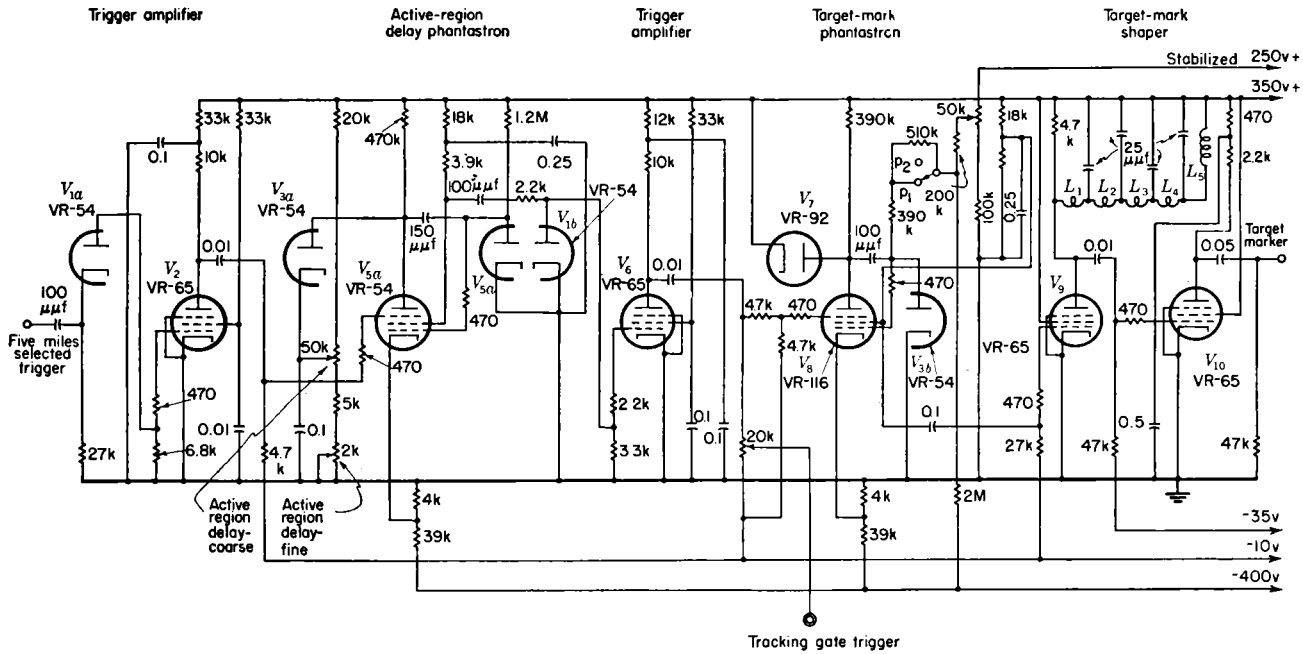 Trigger amplifier
Active-region
delay phantastron
Trigger
amplifier
Target-mark
phantastrcn
Target-mark
shaper
Stabilized
250v+
350v+
33k
33k
20k
470k
18k
1.2M
12k
33k
390k
50k
18k
4.7
k
25
μμf
470
0.1
10k
3.9k
0.25
10k
510k
P2
P1
200
k
390
k
100k
0.25
L1
L2
L3
L4
L5
2.2k
V1a
VR-54
V3a
VR-54
100μμf
2.2k
VR-54
V1b
V7
VR-92
100
μμf
0.01
0.05
Target
marker
0.01
V2
VR-65
150
μμf
V5a
VR-54
V5a
V6
VR-65
0.01
470
V9
100
μμf
Five miles
selected
trigger
50k
470
470
47k
470
4.7k
V8
VR-116
V3b
VR-54
VR-65
470
V10
VR-65
470
5k
2.2k
0.1
0.1
0.1
470
0.5
27k
6.8k
0.01
4.7
k
0.1
2k
3.3k
20k
27k
47k
47k
Active
region
delay-
coarse
Active
region
delay-
fine
4k
39k
4k
39k
2M
-35v
-10v
-400v
Tracking gate trigger